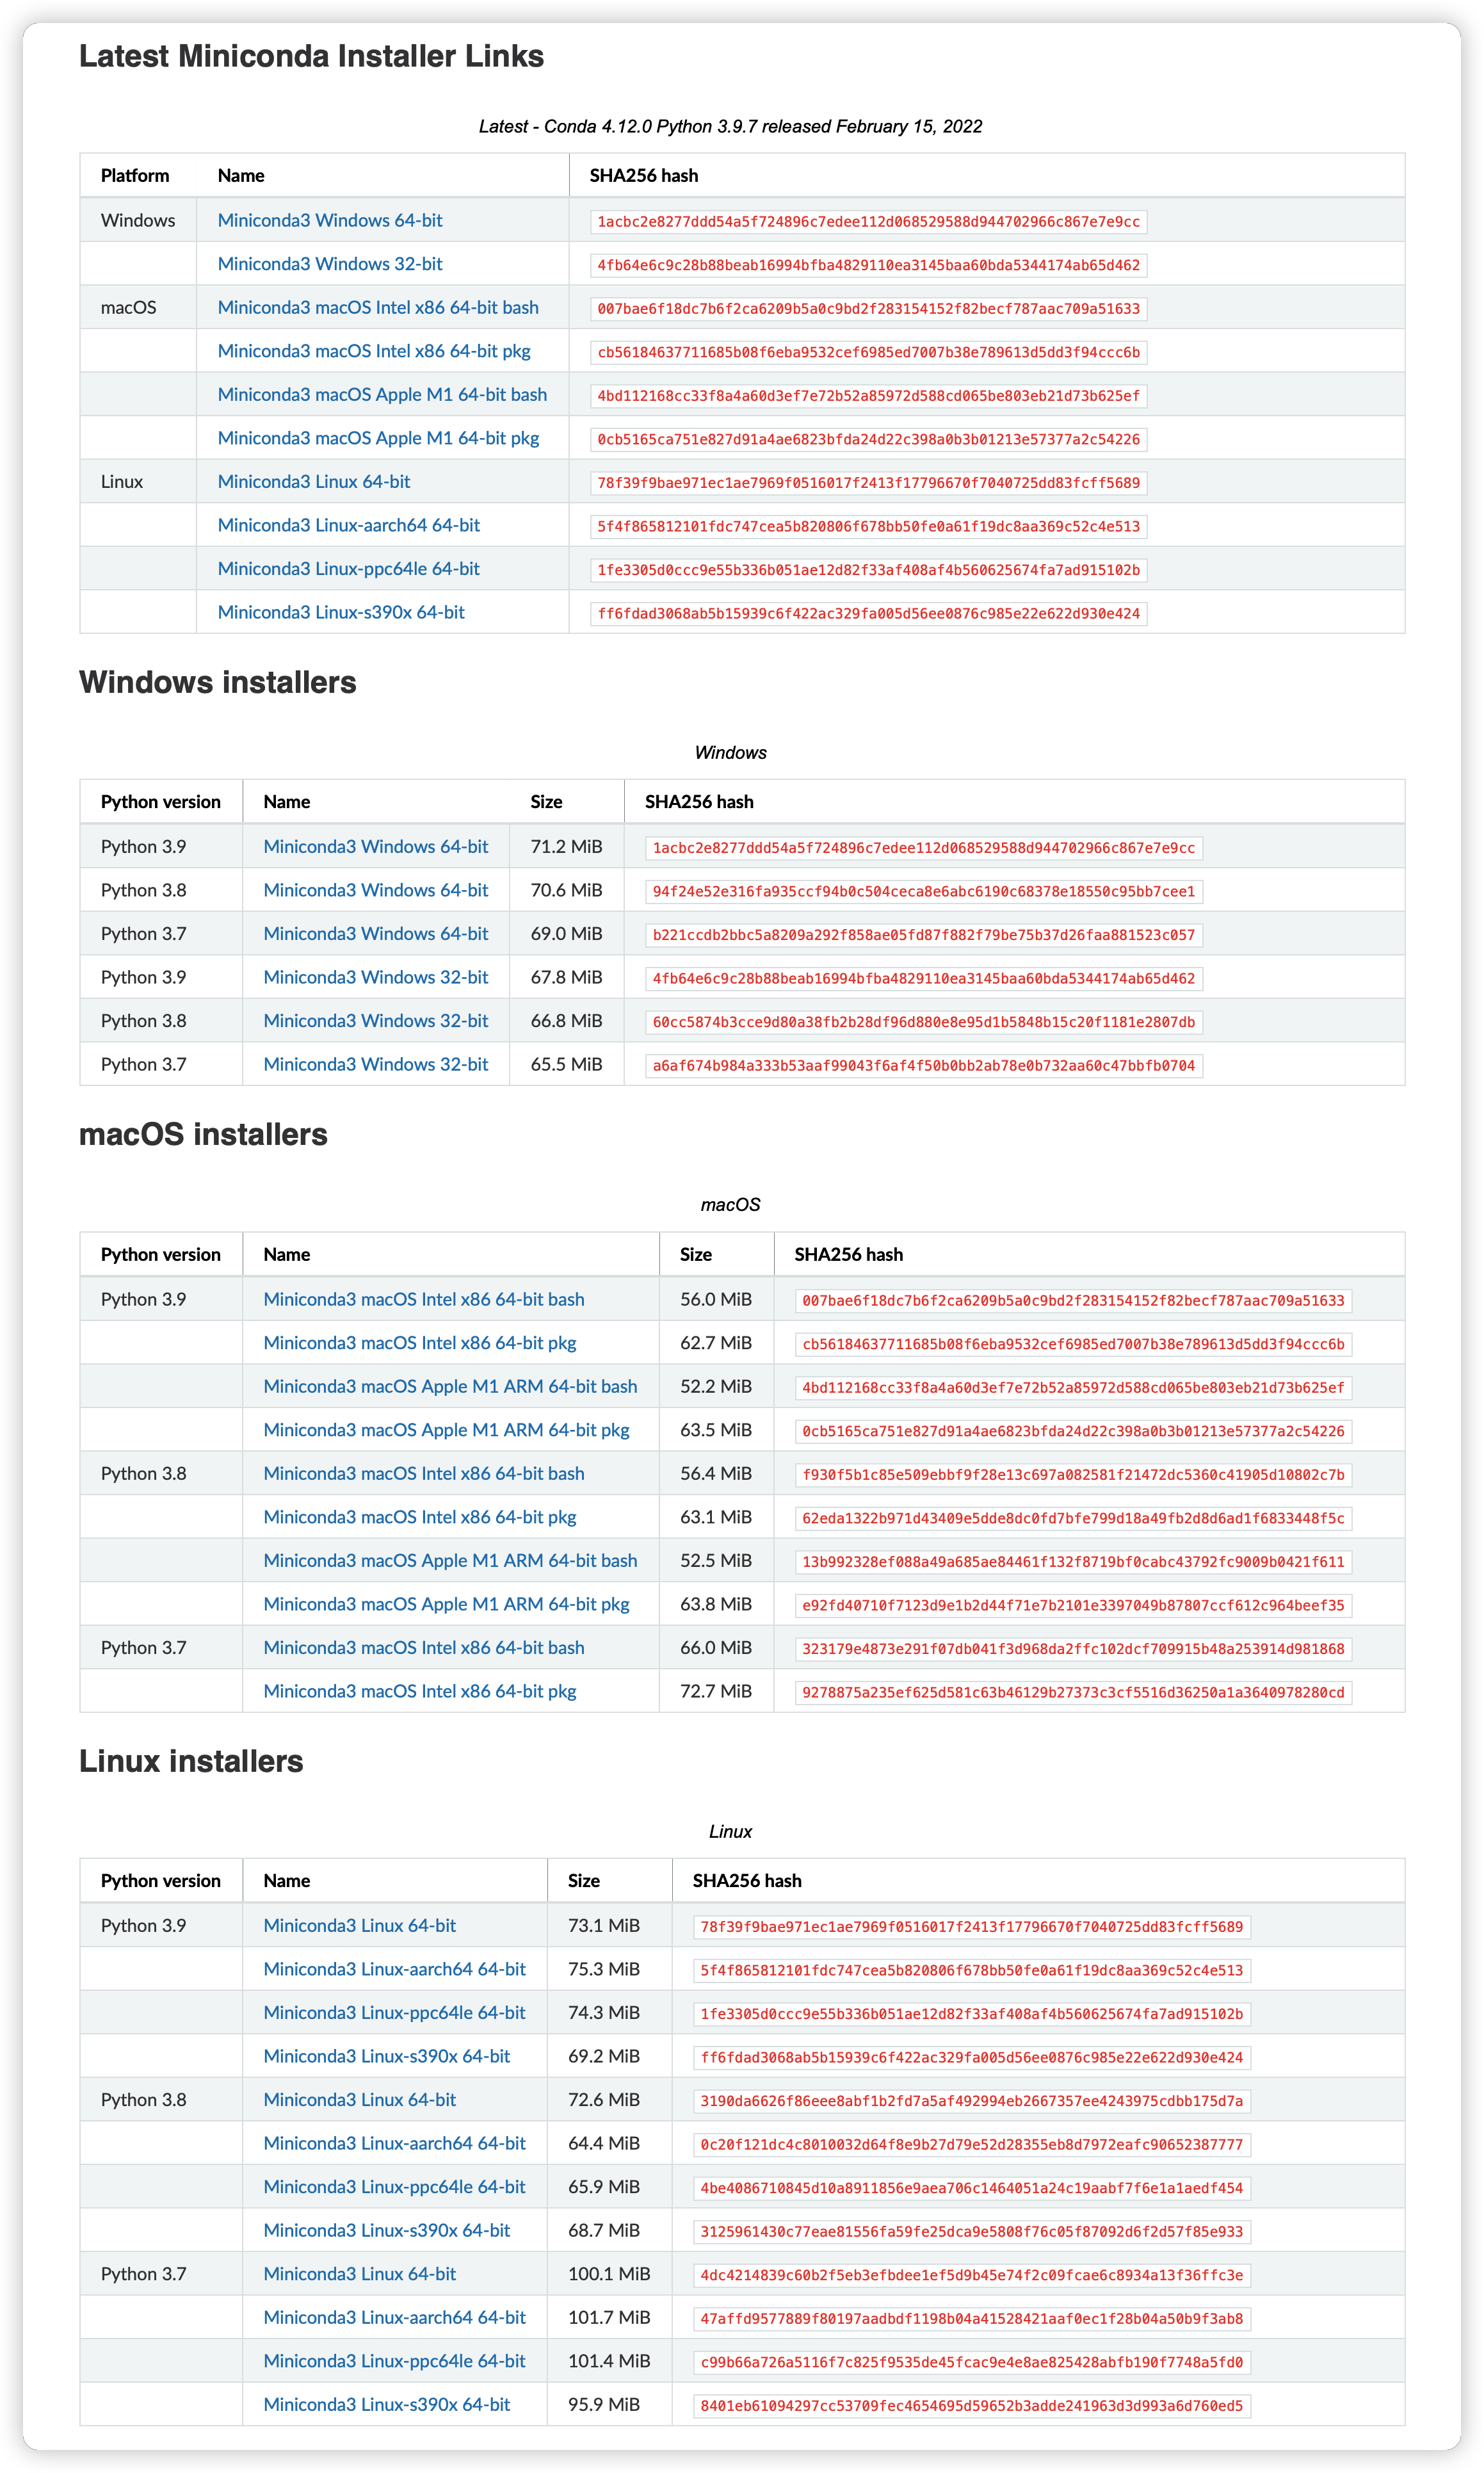 Latest Miniconda Installer Links
Latest - Conda 4.12.0 Python 3.9.7 released February 15, 2022
Platform Name SHA256 hash
Windows Miniconda3 Windows 64-bit 1acbc2e8277ddd54a5f724896c7edee112d068529588d944702966c867e7e9cc
Miniconda3 Windows 32-bit 4fb64e6c9c28b88beab16994bfba4829110ea3145baa60bda5344174ab65d462
macOS Miniconda3 macOS Intel x86 64-bit bash 007bae6f18dc7b6f2ca6209b5a0c9bd2f283154152f82becf787aac709a51633
Miniconda3 macOS Intel x86 64-bit pkg cb56184637711685b08f6eba9532cef6985ed7007b38e789613d5dd3f94ccc6b
Miniconda3 macOS Apple M1 64-bit bash 4bd112168cc33f8a4a60d3ef7e72b52a85972d588cd065be803eb21d73b625ef
Miniconda3 macOS Apple M1 64-bit pkg 0cb5165ca751e827d91a4ae6823bfda24d22c398a0b3b01213e57377a2c54226
Linux Miniconda3 Linux 64-bit 78f39f9bae971ec1ae7969f0516017f2413f17796670f7040725dd83fcff5689
Miniconda3 Linux-aarch64 64-bit 5f4f865812101fdc747cea5b820806f678bb50fe0a61f19dc8aa369c52c4e513
Miniconda3 Linux-ppc64le 64-bit 1fe3305d0ccc9e55b336b051ae12d82f33af408af4b560625674fa7ad915102b
Miniconda3 Linux-s390x 64-bit ff6fdad3068ab5b15939c6f422ac329fa005d56ee0876c985e22e622d930e424
Windows installers
Windows
Python version Name Size SHA256 hash
Python 3.9 Miniconda3 Windows 64-bit 71.2 MiB 1acbc2e8277ddd54a5f724896c7edee112d068529588d944702966c867e7e9cc
Python 3.8 Miniconda3 Windows 64-bit 70.6 MiB 94f24e52e316fa935ccf94b0c504ceca8e6abc6190c68378e18550c95bb7cee1
Python 3.7 Miniconda3 Windows 64-bit 69.0 MiB b221ccdb2bbc5a8209a292f858ae05fd87f882f79be75b37d26faa881523c057
Python 3.9 Miniconda3 Windows 32-bit 67.8 MiB 4fb64e6c9c28b88beab16994bfba4829110ea3145baa60bda5344174ab65d462
Python 3.8 Miniconda3 Windows 32-bit 66.8 MiB 60cc5874b3cce9d80a38fb2b28df96d880e8e95d1b5848b15c20f1181e2807db
Python 3.7 Miniconda3 Windows 32-bit 65.5 MiB a6af674b984a333b53aaf99043f6af4f50b0bb2ab78e0b732aa60c47bbfb0704
macOS installers
macOS
Python version Name Size SHA256 hash
Python 3.9 Miniconda3 macOS Intel x86 64-bit bash 56.0 MiB 007bae6f18dc7b6f2ca6209b5a0c9bd2f283154152f82becf787aac709a51633
Miniconda3 macOS Intel x86 64-bit pkg 62.7 MiB cb56184637711685b08f6eba9532cef6985ed7007b38e789613d5dd3f94ccc6b
Miniconda3 macOS Apple M1 ARM 64-bit bash 52.2 MiB 4bd112168cc33f8a4a60d3ef7e72b52a85972d588cd065be803eb21d73b625ef
Miniconda3 macOS Apple M1 ARM 64-bit pkg 63.5 MiB 0cb5165ca751e827d91a4ae6823bfda24d22c398a0b3b01213e57377a2c54226
Python 3.8 Miniconda3 macOS Intel x86 64-bit bash 56.4 MiB f930f5b1c85e509ebbf9f28e13c697a082581f21472dc5360c41905d10802c7b
Miniconda3 macOS Intel x86 64-bit pkg 63.1 MiB 62eda1322b971d43409e5dde8dc0fd7bfe799d18a49fb2d8d6ad1f6833448f5c
Miniconda3 macOS Apple M1 ARM 64-bit bash 52.5 MiB 13b992328ef088a49a685ae84461f132f8719bf0cabc43792fc9009b0421f611
Miniconda3 macOS Apple M1 ARM 64-bit pkg 63.8 MiB e92fd40710f7123d9e1b2d44f71e7b2101e3397049b87807ccf612c964beef35
Python 3.7 Miniconda3 macOS Intel x86 64-bit bash 66.0 MiB 323179e4873e291f07db041f3d968da2ffc102dcf709915b48a253914d981868
Miniconda3 macOS Intel x86 64-bit pkg 72.7 MiB 9278875a235ef625d581c63b46129b27373c3cf5516d36250a1a3640978280cd
Linux installers
Linux
Python version Name Size SHA256 hash
Python 3.9 Miniconda3 Linux 64-bit 73.1 MiB 78f39f9bae971ec1ae7969f0516017f2413f17796670f7040725dd83fcff5689
Miniconda3 Linux-aarch64 64-bit 75.3 MiB 5f4f865812101fdc747cea5b820806f678bb50fe0a61f19dc8aa369c52c4e513
Miniconda3 Linux-ppc64le 64-bit 74.3 MiB 1fe3305d0ccc9e55b336b051ae12d82f33af408af4b560625674fa7ad915102b
Miniconda3 Linux-s390x 64-bit 69.2 MiB ff6fdad3068ab5b15939c6f422ac329fa005d56ee0876c985e22e622d930e424
Python 3.8 Miniconda3 Linux 64-bit 72.6 MiB 3190da6626f86eee8abf1b2fd7a5af492994eb2667357ee4243975cdbb175d7a
Miniconda3 Linux-aarch64 64-bit 64.4 MiB 0c20f121dc4c8010032d64f8e9b27d79e52d28355eb8d7972eafc90652387777
Miniconda3 Linux-ppc64le 64-bit 65.9 MiB 4be4086710845d10a8911856e9aea706c1464051a24c19aabf7f6e1a1aedf454
Miniconda3 Linux-s390x 64-bit 68.7 MiB 3125961430c77eae81556fa59fe25dca9e5808f76c05f87092d6f2d57f85e933
Python 3.7 Miniconda3 Linux 64-bit 100.1 MiB 4dc4214839c60b2f5eb3efbdee1ef5d9b45e74f2c09fcae6c8934a13f36ffc3e
Miniconda3 Linux-aarch64 64-bit 101.7 MiB 47affd9577889f80197aadbdf1198b04a41528421aaf0ec1f28b04a50b9f3ab8
Miniconda3 Linux-ppc64le 64-bit 101.4 MiB c99b66a726a5116f7c825f9535de45fcac9e4e8ae825428abfb190f7748a5fd0
Miniconda3 Linux-s390x 64-bit 95.9 MiB 8401eb61094297cc53709fec4654695d59652b3adde241963d3d993a6d760ed5